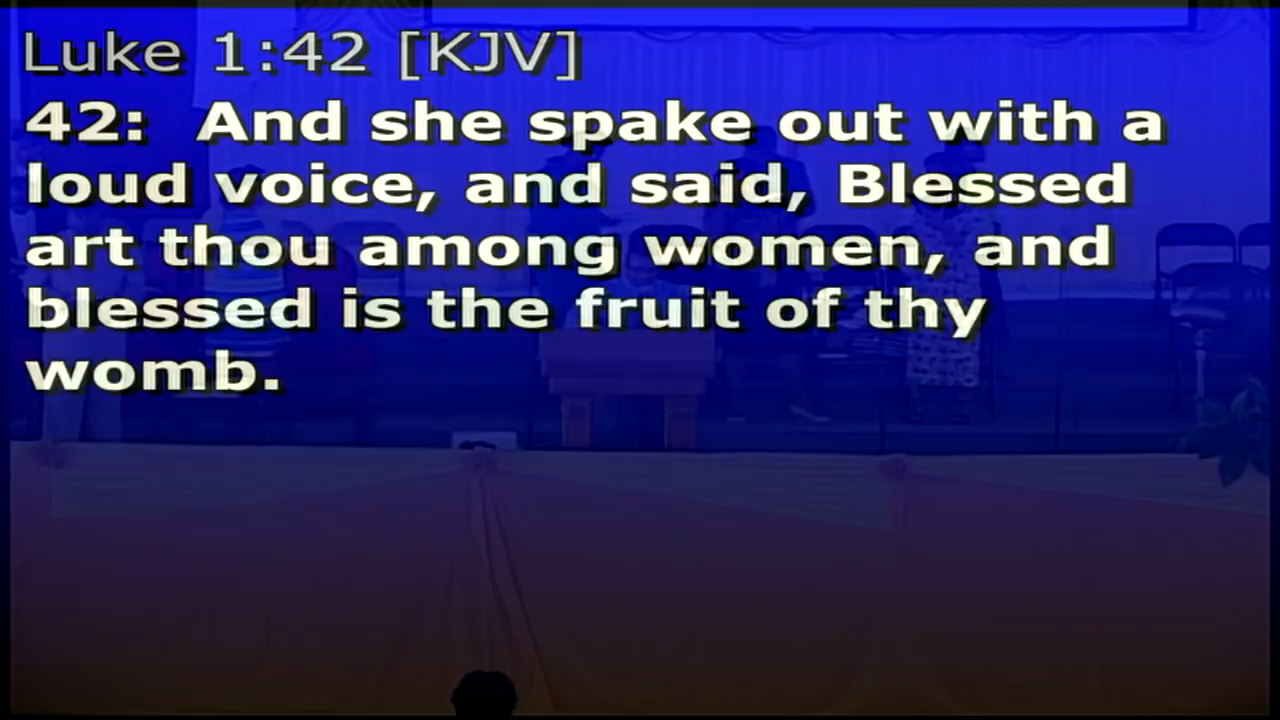 Luke 1:42 [KJV]
42: And she spake out with a
loud voice, and said, Blessed
art thou among women, and
blessed is the fruit of thy
womb.